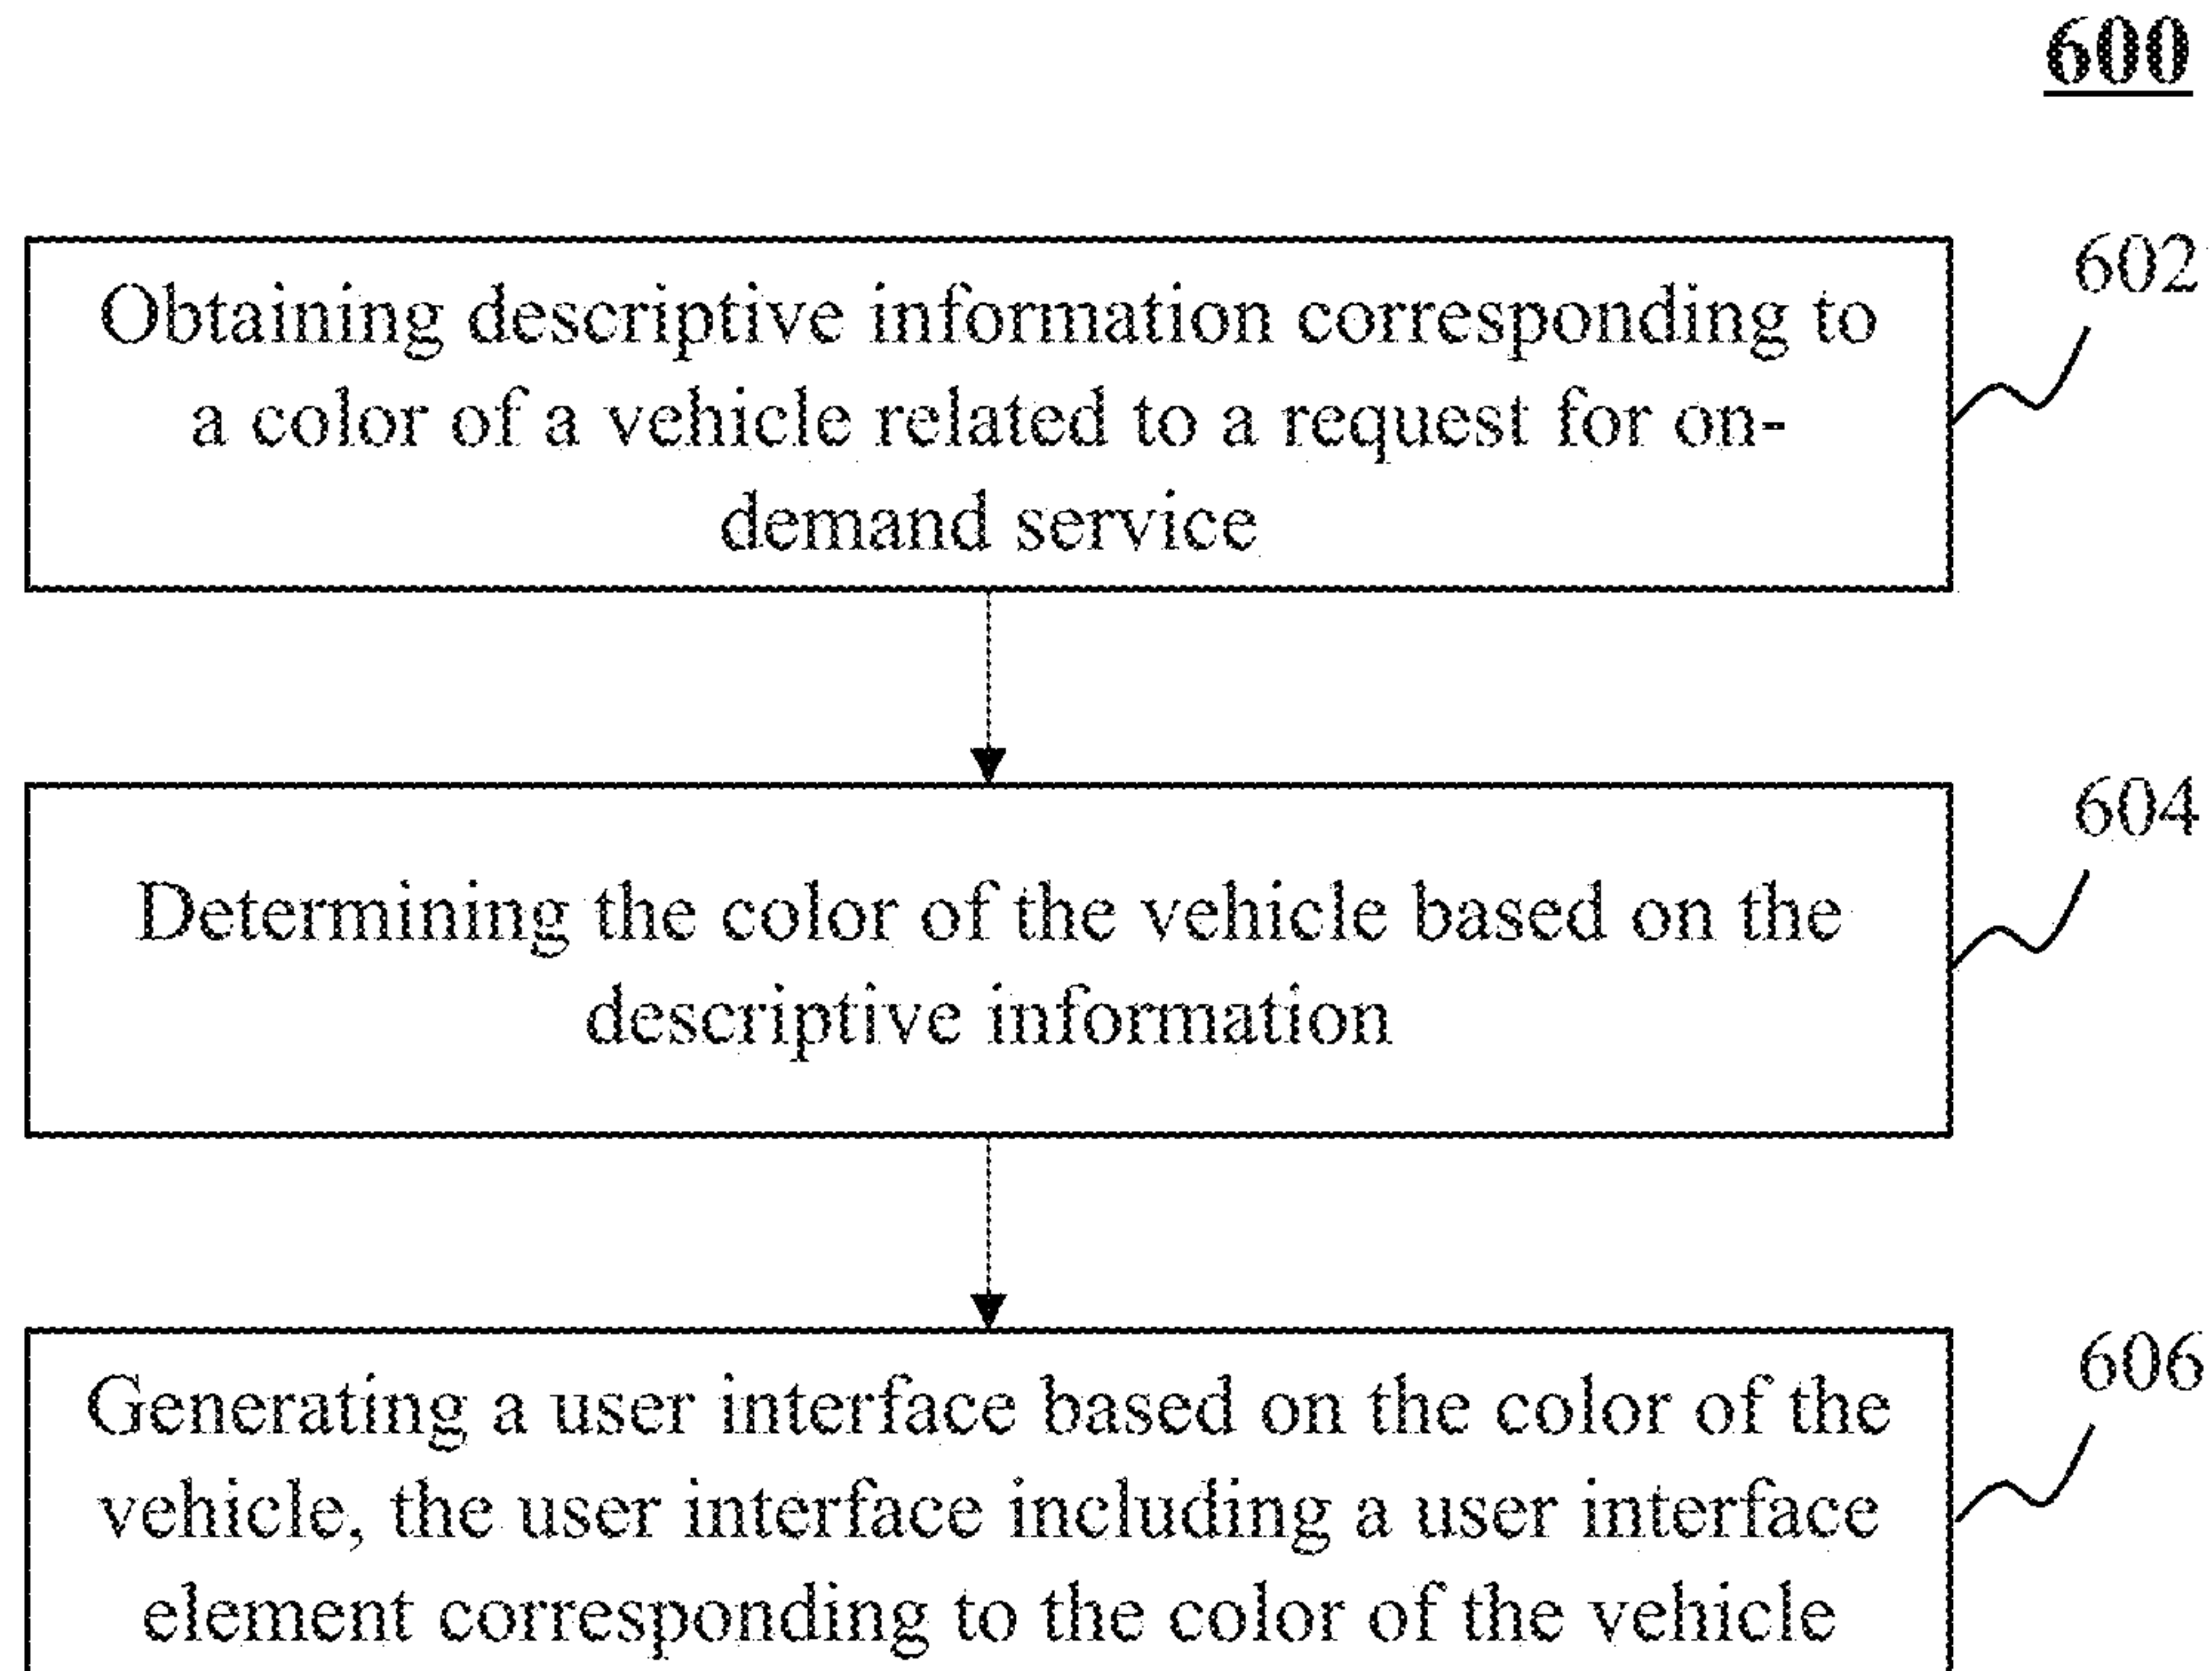 600
602
Obtaining descriptive information corresponding to
a color of a vehicle related to a request for on-
demand service
604
Determining the color of the vehicle based on the
descriptive information
606
Generating a user interface based on the color of the
vehicle, the user interface including a user interface
element corresponding to the color of the vehicle